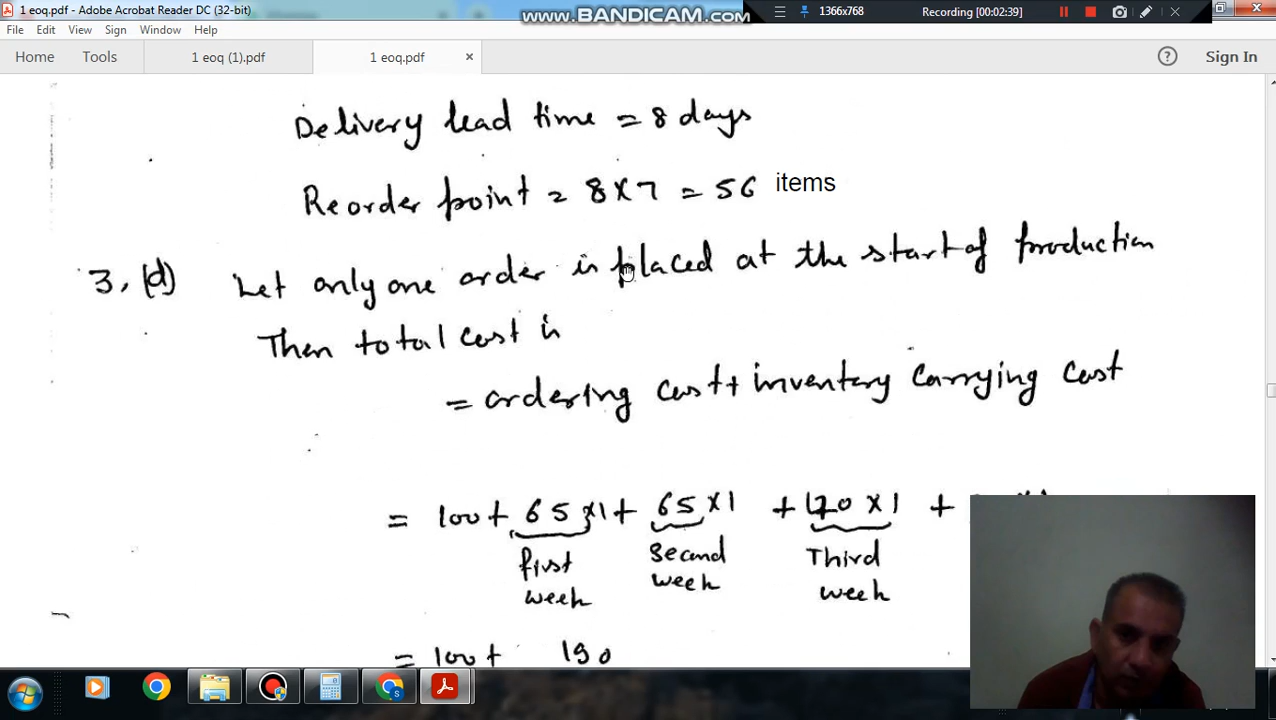 1 eoq.pdf - Adobe Acrobat Reader DC (32-bit)
www.BANDICAM.com
1366x768
Recording [00:02:39]
File Edit View Sign Window Help
Home Tools 1 eoq (1).pdf 1 eoq.pdf × ? Sign In
Delivery lead time = 8 days
Reorder point = 8 X 7 = 56 items
3. (d) Let only one order is placed at the start of production
Then total cost is
= ordering cost + inventory carrying cost
= 100 + 65 x 1 + 65 x 1 + 120 x 1 +
first week
Second week
Third week
= 100 + 190